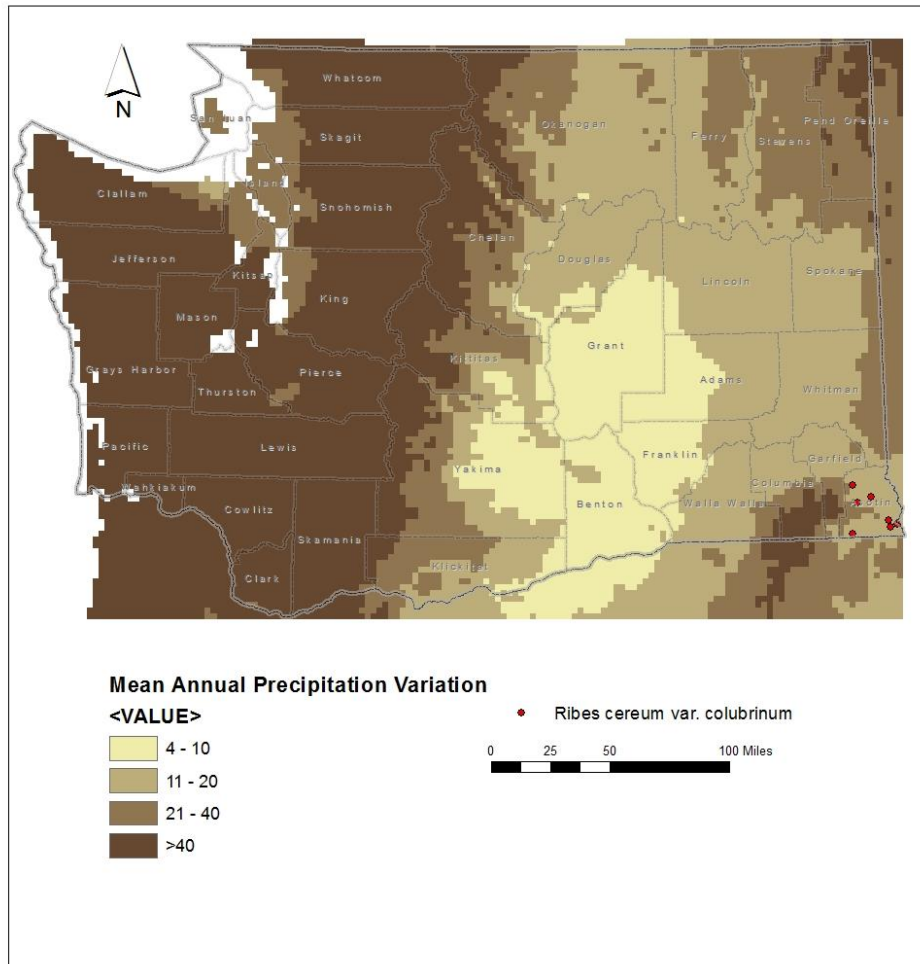 N
Whatcom
San Juan
Skagit
Okanogan
Ferry
Stevens
Pend Oreille
Clallam
Island
Snohomish
Chelan
Jefferson
Kitsap
Douglas
Lincoln
Spokane
King
Mason
Grant
Grays Harbor
Kittitas
Pierce
Adams
Whitman
Thurston
Pacific
Lewis
Yakima
Franklin
Garfield
Wahkiakum
Columbia
Benton
Walla Walla
Asotin
Cowlitz
Skamania
Klickitat
Clark
Mean Annual Precipitation Variation
<VALUE>
4 - 10
11 - 20
21 - 40
>40
Ribes cereum var. colubrinum
0 25 50 100 Miles